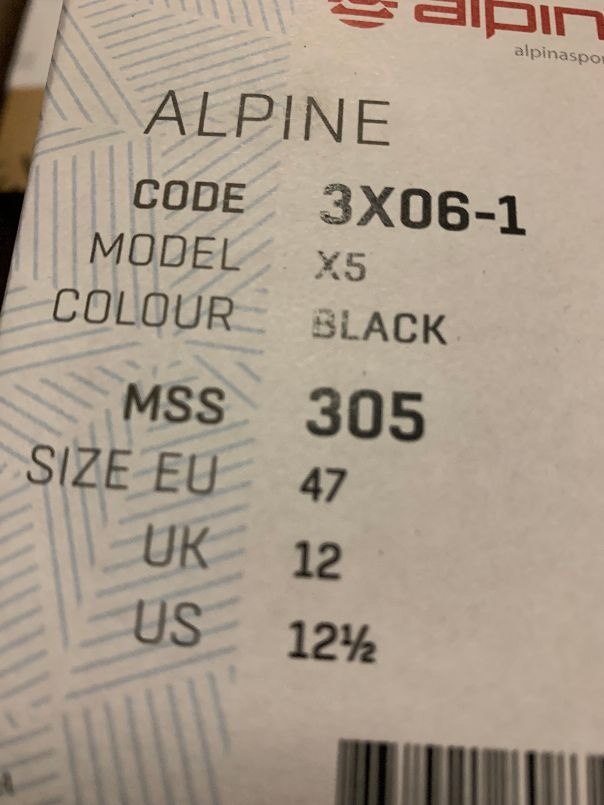 alpin
alpinaspor
ALPINE
CODE 3X06-1
MODEL X5
COLOUR BLACK
MSS 305
SIZE EU 47
UK 12
US 12½